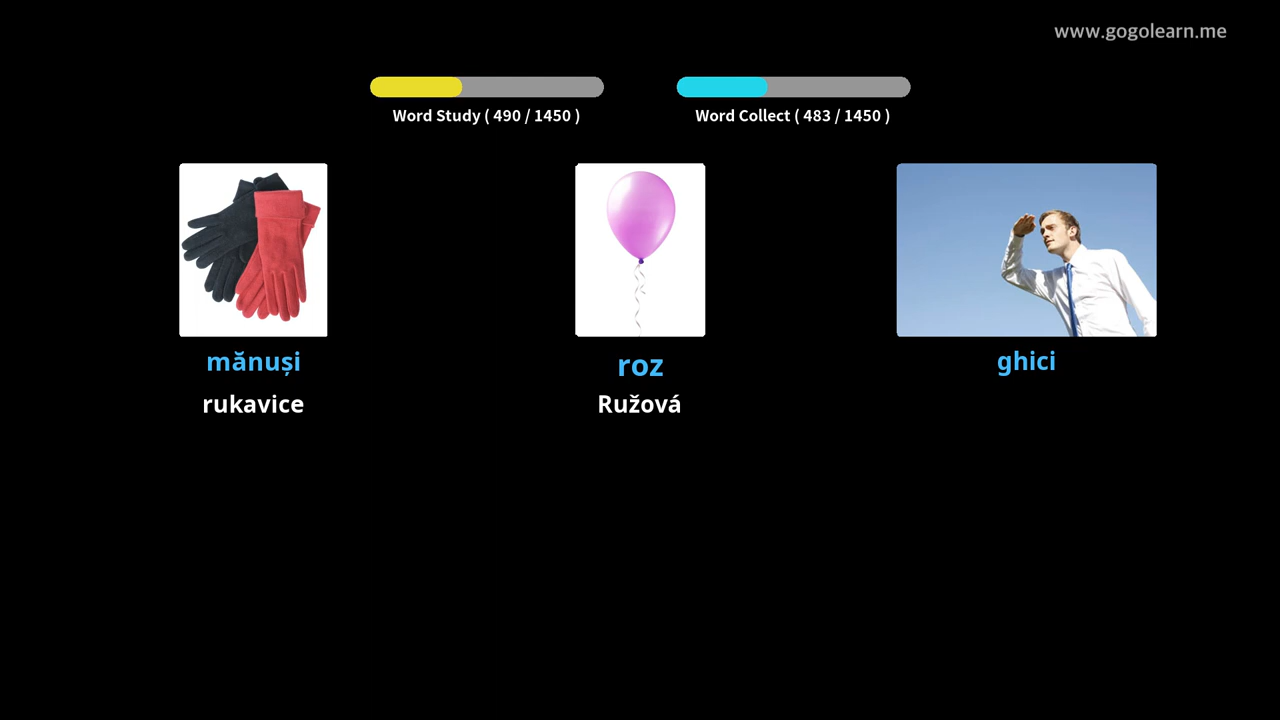 www.gogolearn.me
Word Study ( 490 / 1450 )
Word Collect ( 483 / 1450 )
mănuși
roz
ghici
rukavice
Ružová